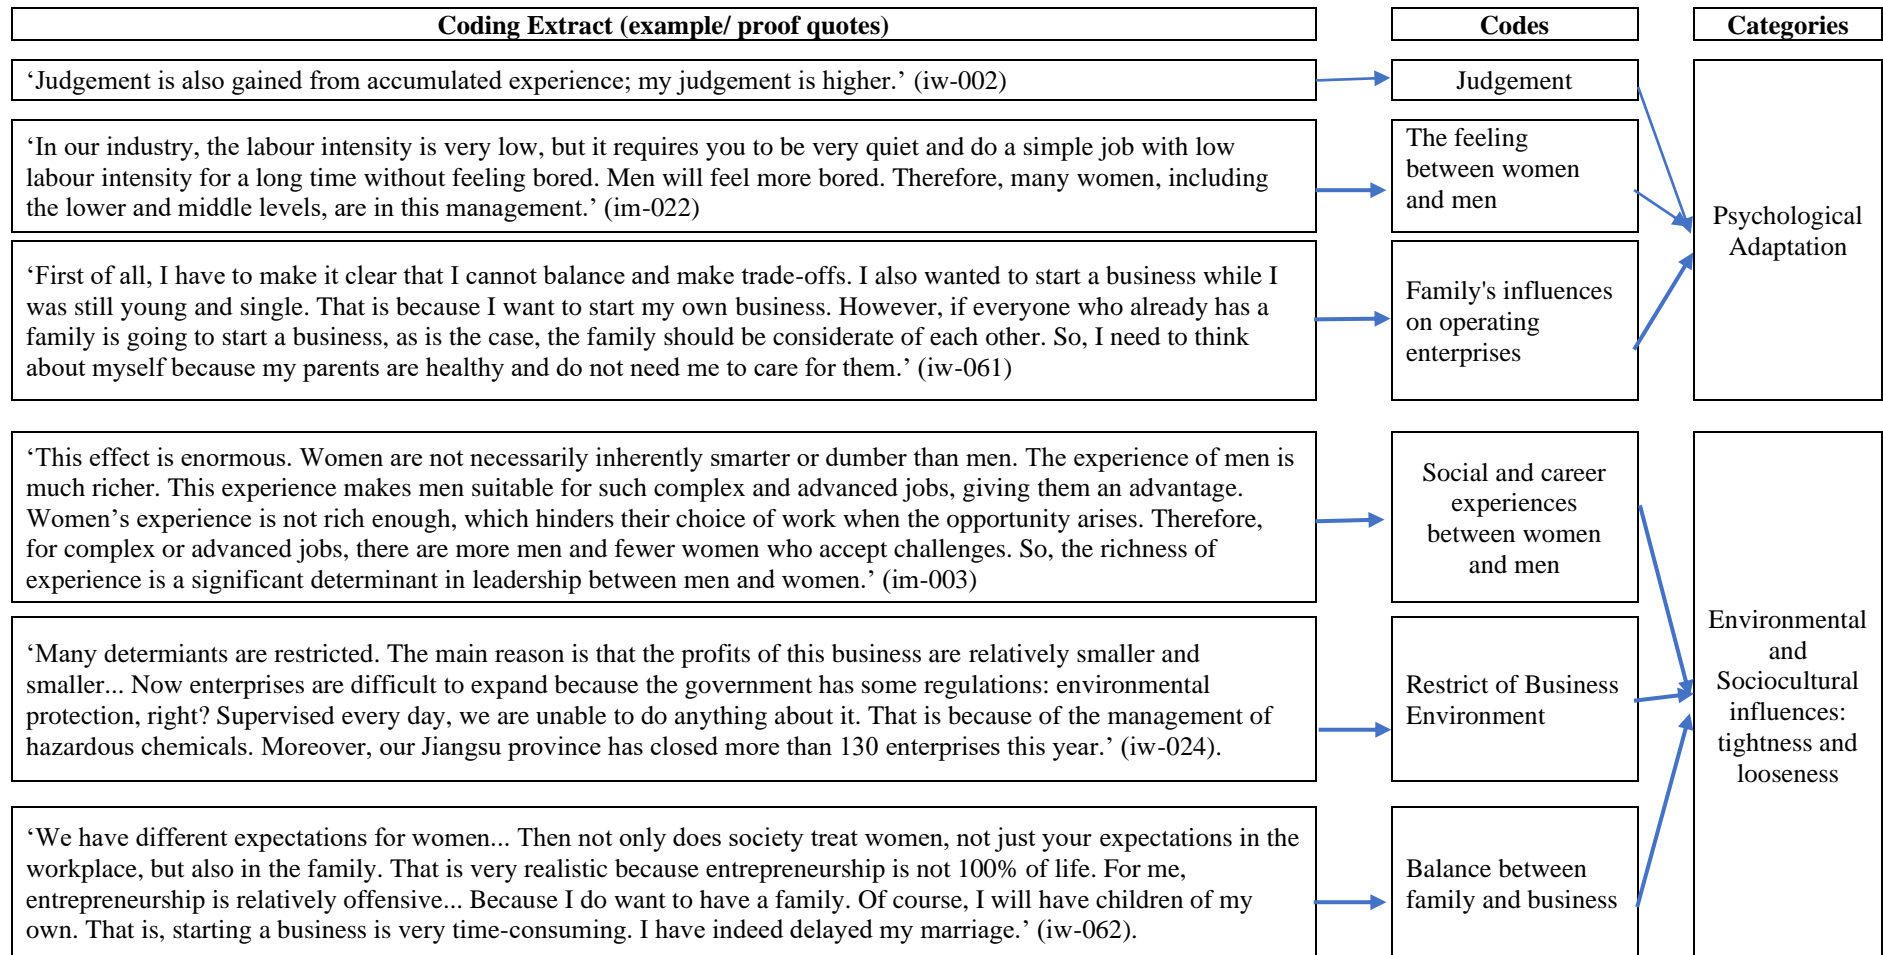 Coding Extract (example/ proof quotes)
Codes
Categories
‘Judgement is also gained from accumulated experience; my judgement is higher.’ (iw-002)
Judgement
‘In our industry, the labour intensity is very low, but it requires you to be very quiet and do a simple job with low
labour intensity for a long time without feeling bored. Men will feel more bored. Therefore, many women, including
the lower and middle levels, are in this management.’ (im-022)
The feeling
between women
and men
‘First of all, I have to make it clear that I cannot balance and make trade-offs. I also wanted to start a business while I
was still young and single. That is because I want to start my own business. However, if everyone who already has a
family is going to start a business, as is the case, the family should be considerate of each other. So, I need to think
about myself because my parents are healthy and do not need me to care for them.’ (iw-061)
Family's influences
on operating
enterprises
Psychological
Adaptation
‘This effect is enormous. Women are not necessarily inherently smarter or dumber than men. The experience of men is
much richer. This experience makes men suitable for such complex and advanced jobs, giving them an advantage.
Women’s experience is not rich enough, which hinders their choice of work when the opportunity arises. Therefore,
for complex or advanced jobs, there are more men and fewer women who accept challenges. So, the richness of
experience is a significant determinant in leadership between men and women.’ (im-003)
Social and career
experiences
between women
and men
‘Many determiants are restricted. The main reason is that the profits of this business are relatively smaller and
smaller... Now enterprises are difficult to expand because the government has some regulations: environmental
protection, right? Supervised every day, we are unable to do anything about it. That is because of the management of
hazardous chemicals. Moreover, our Jiangsu province has closed more than 130 enterprises this year.’ (iw-024).
Restrict of Business
Environment
‘We have different expectations for women... Then not only does society treat women, not just your expectations in the
workplace, but also in the family. That is very realistic because entrepreneurship is not 100% of life. For me,
entrepreneurship is relatively offensive... Because I do want to have a family. Of course, I will have children of my
own. That is, starting a business is very time-consuming. I have indeed delayed my marriage.’ (iw-062).
Balance between
family and business
Environmental
and
Sociocultural
influences:
tightness and
looseness